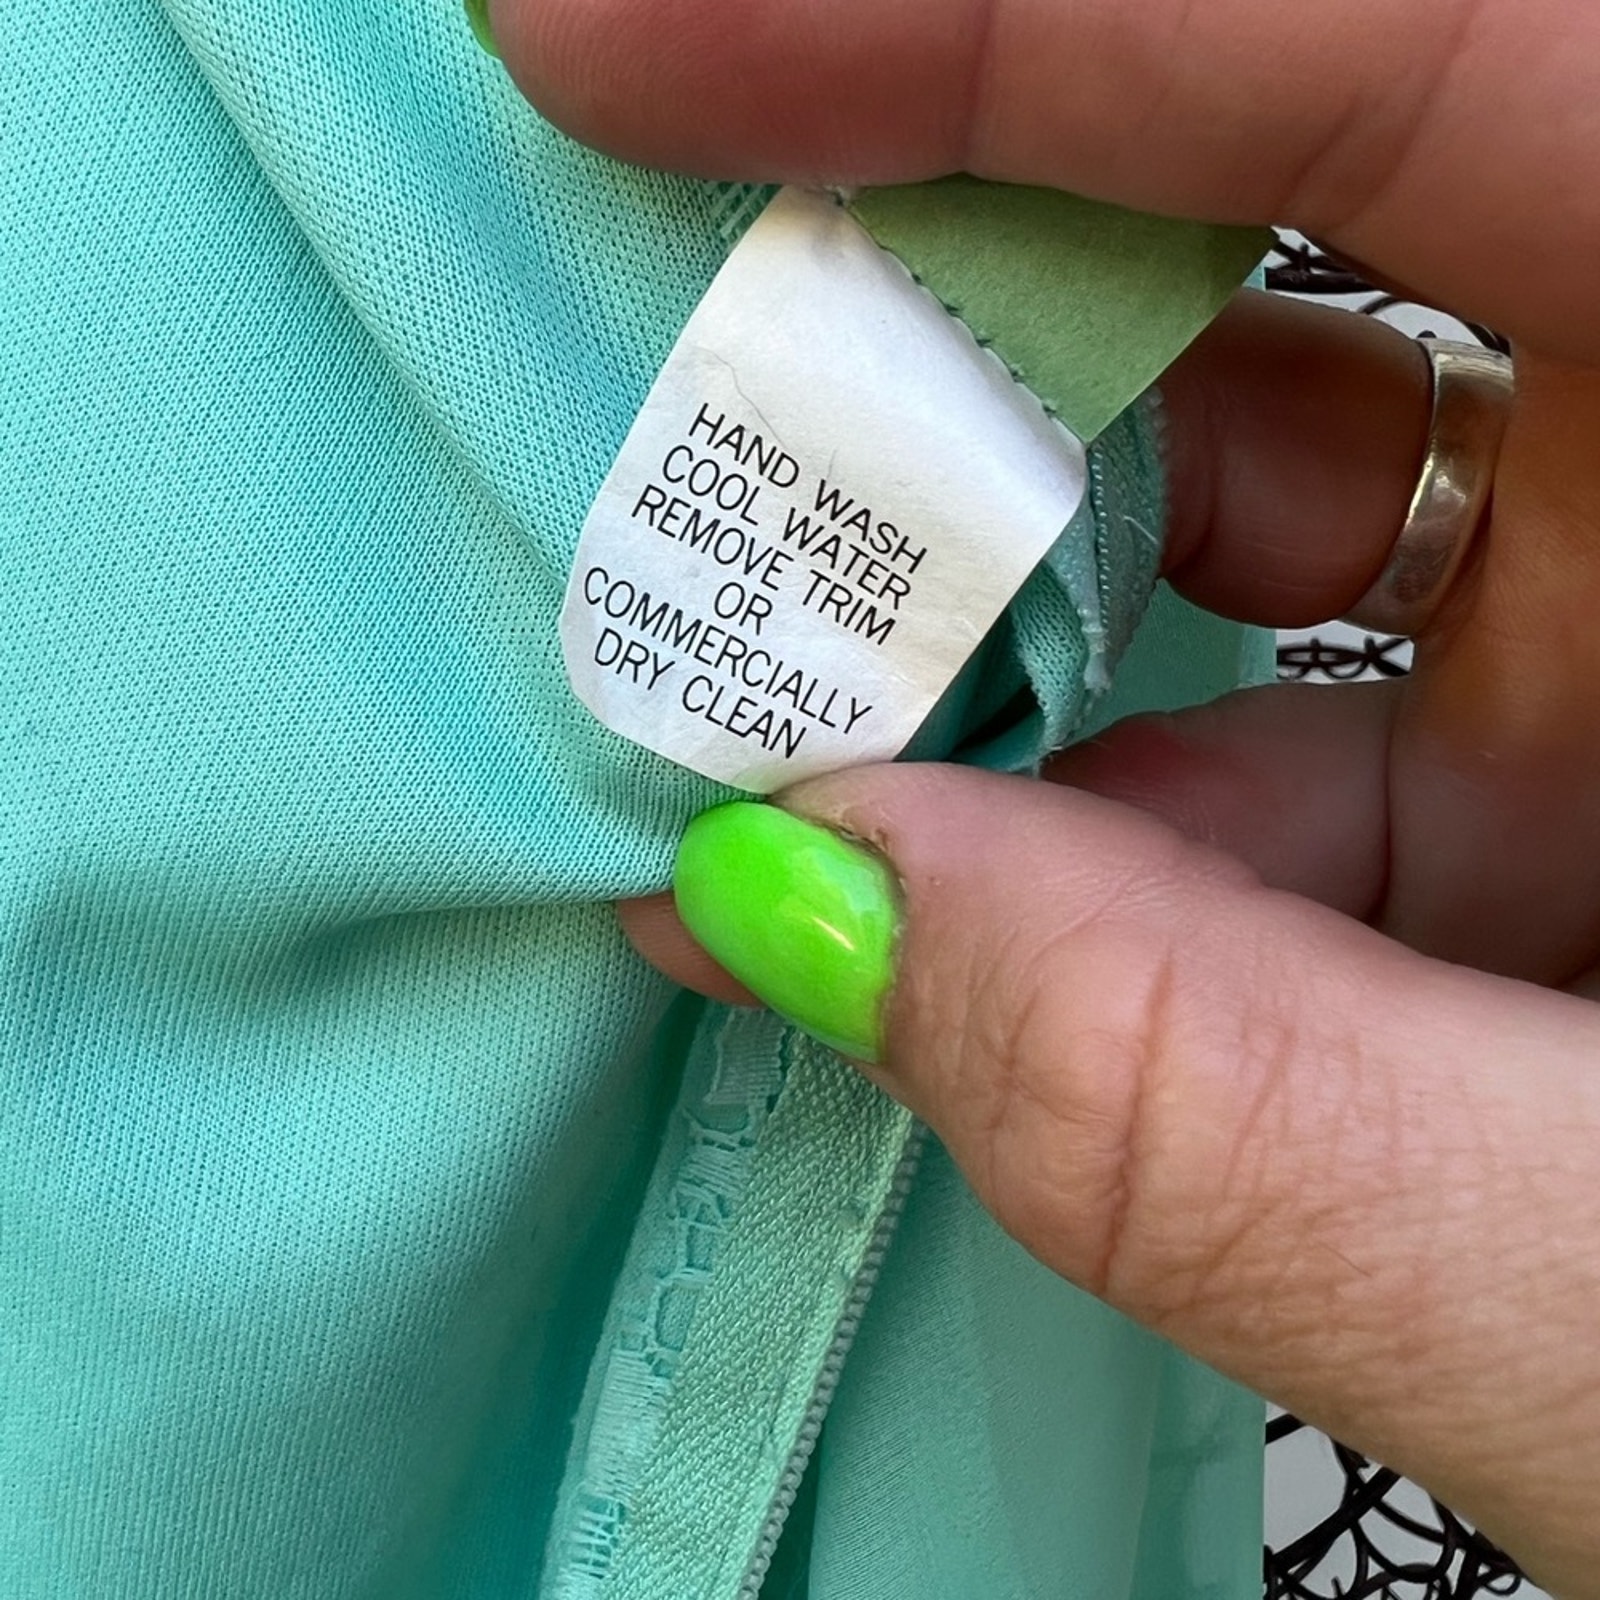 HAND WASH
COOL WATER
REMOVE TRIM
OR
COMMERCIALLY
DRY CLEAN